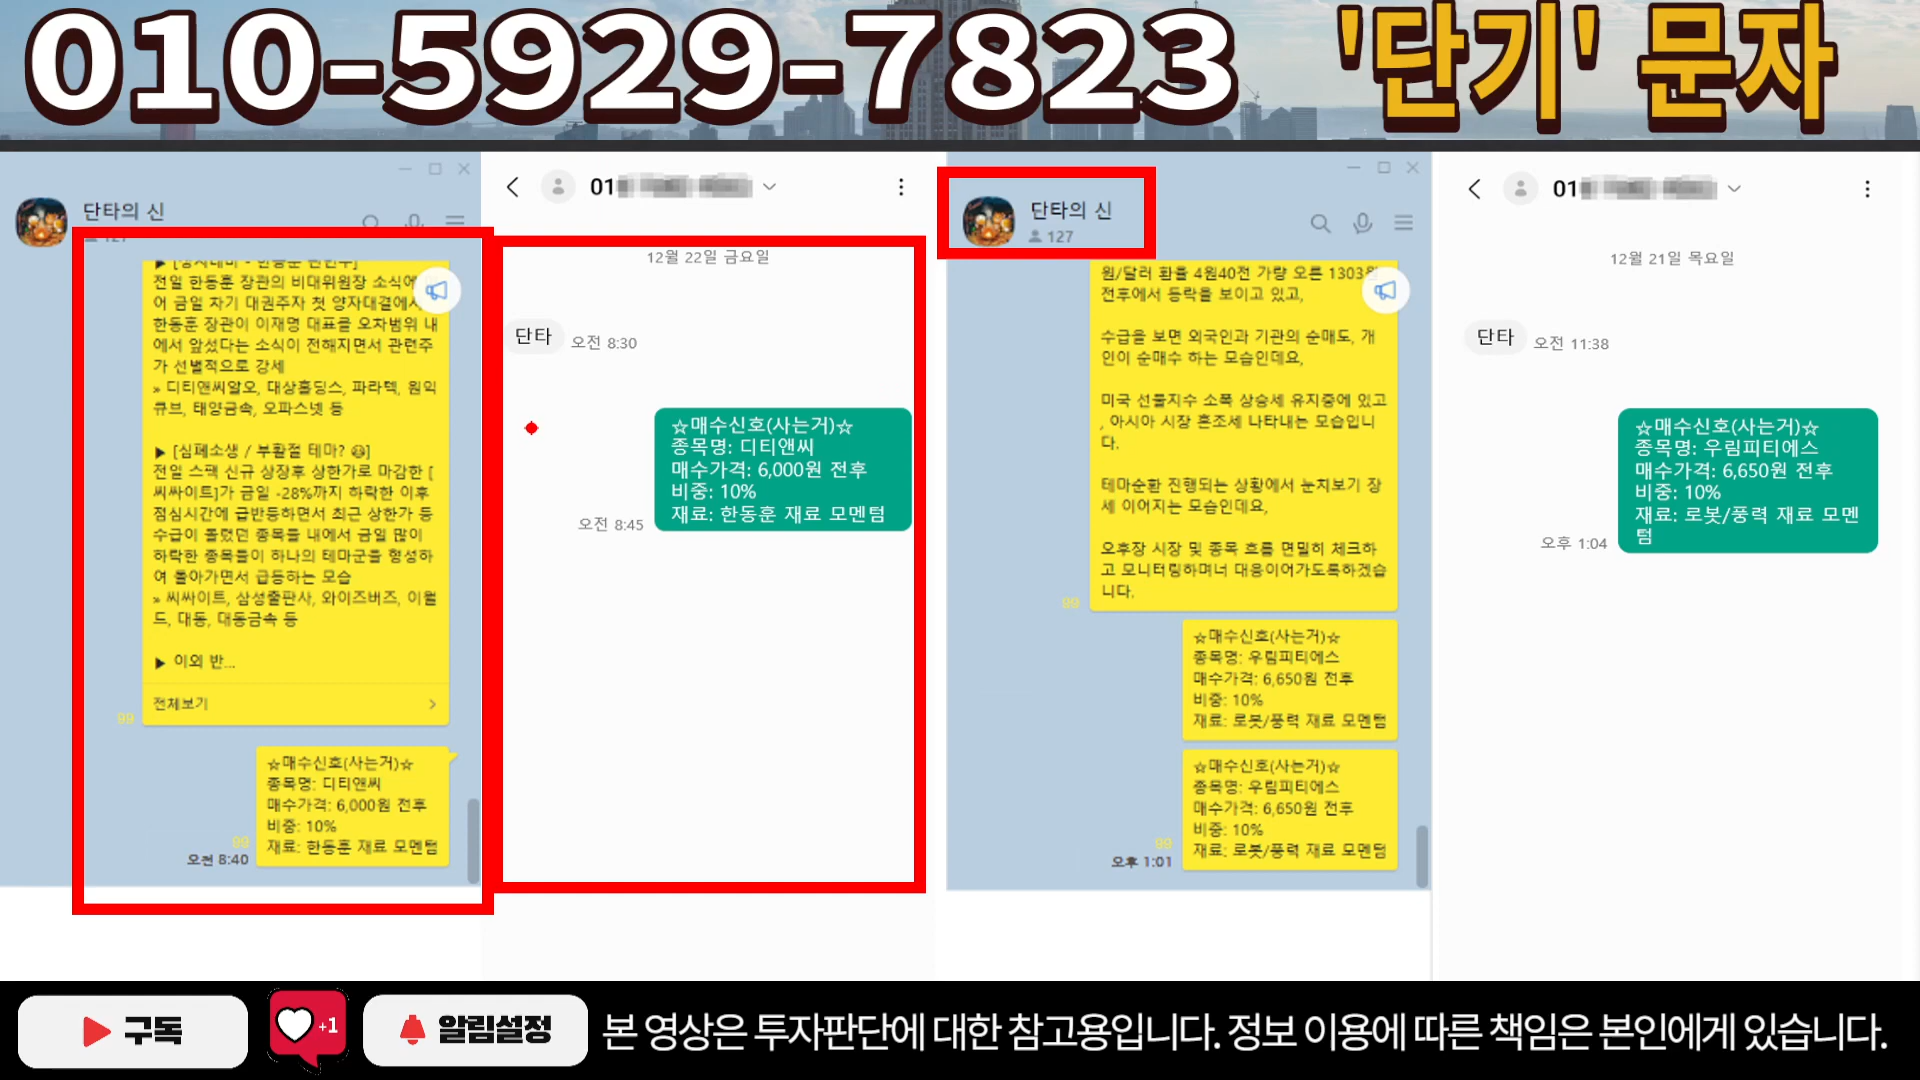 010-5929-7823 '단기' 문자
단타의 신
전일 한동훈 장관의 비대위원장 소식에
어 금일 차기 대권주자 첫 양자대결에서
한동훈 장관이 이재명 대표를 오차범위 내
에서 앞섰다는 소식이 전해지면서 관련주
가 선별적으로 강세
» 디티앤씨알오, 대상홀딩스, 파라텍, 원익
큐브, 태양금속, 오파스넷 등
▶ [심폐소생 / 부활절 테마? 😂]
전일 스팩 신규 상장후 상한가로 마감한 [
씨싸이트]가 금일 -28%까지 하락한 이후
점심시간에 급반등하면서 최근 상한가 등
수급이 몰렸던 종목들 내에서 금일 많이
하락한 종목들이 하나의 테마군을 형성하
여 돌아가면서 급등하는 모습
» 씨싸이트, 삼성출판사, 와이즈버즈, 이월
드, 대동, 대동금속 등
▶ 이외 반...
전체보기
99
☆매수신호(사는거)☆
종목명: 디티앤씨
매수가격: 6,000원 전후
비중: 10%
재료: 한동훈 재료 모멘텀
99
오전 8:40
01
12월 22일 금요일
단타 오전 8:30
☆매수신호(사는거)☆
종목명: 디티앤씨
매수가격: 6,000원 전후
비중: 10%
재료: 한동훈 재료 모멘텀
오전 8:45
단타의 신
127
원/달러 환율 4원40전 가량 오른 1303원
전후에서 등락을 보이고 있고,
수급을 보면 외국인과 기관의 순매도, 개
인이 순매수 하는 모습인데요,
미국 선물지수 소폭 상승세 유지중에 있고
, 아시아 시장 혼조세 나타내는 모습입니
다.
테마순환 진행되는 상황에서 눈치보기 장
세 이어지는 모습인데요,
오후장 시장 및 종목 흐름 면밀히 체크하
고 모니터링하며너 대응이어가도록하겠습
니다.
99
☆매수신호(사는거)☆
종목명: 우림피티에스
매수가격: 6,650원 전후
비중: 10%
재료: 로봇/풍력 재료 모멘텀
☆매수신호(사는거)☆
종목명: 우림피티에스
매수가격: 6,650원 전후
비중: 10%
재료: 로봇/풍력 재료 모멘텀
99
오후 1:01
01
12월 21일 목요일
단타 오전 11:38
☆매수신호(사는거)☆
종목명: 우림피티에스
매수가격: 6,650원 전후
비중: 10%
재료: 로봇/풍력 재료 모멘
텀
오후 1:04
구독 +1 알림설정 본 영상은 투자판단에 대한 참고용입니다. 정보 이용에 따른 책임은 본인에게 있습니다.